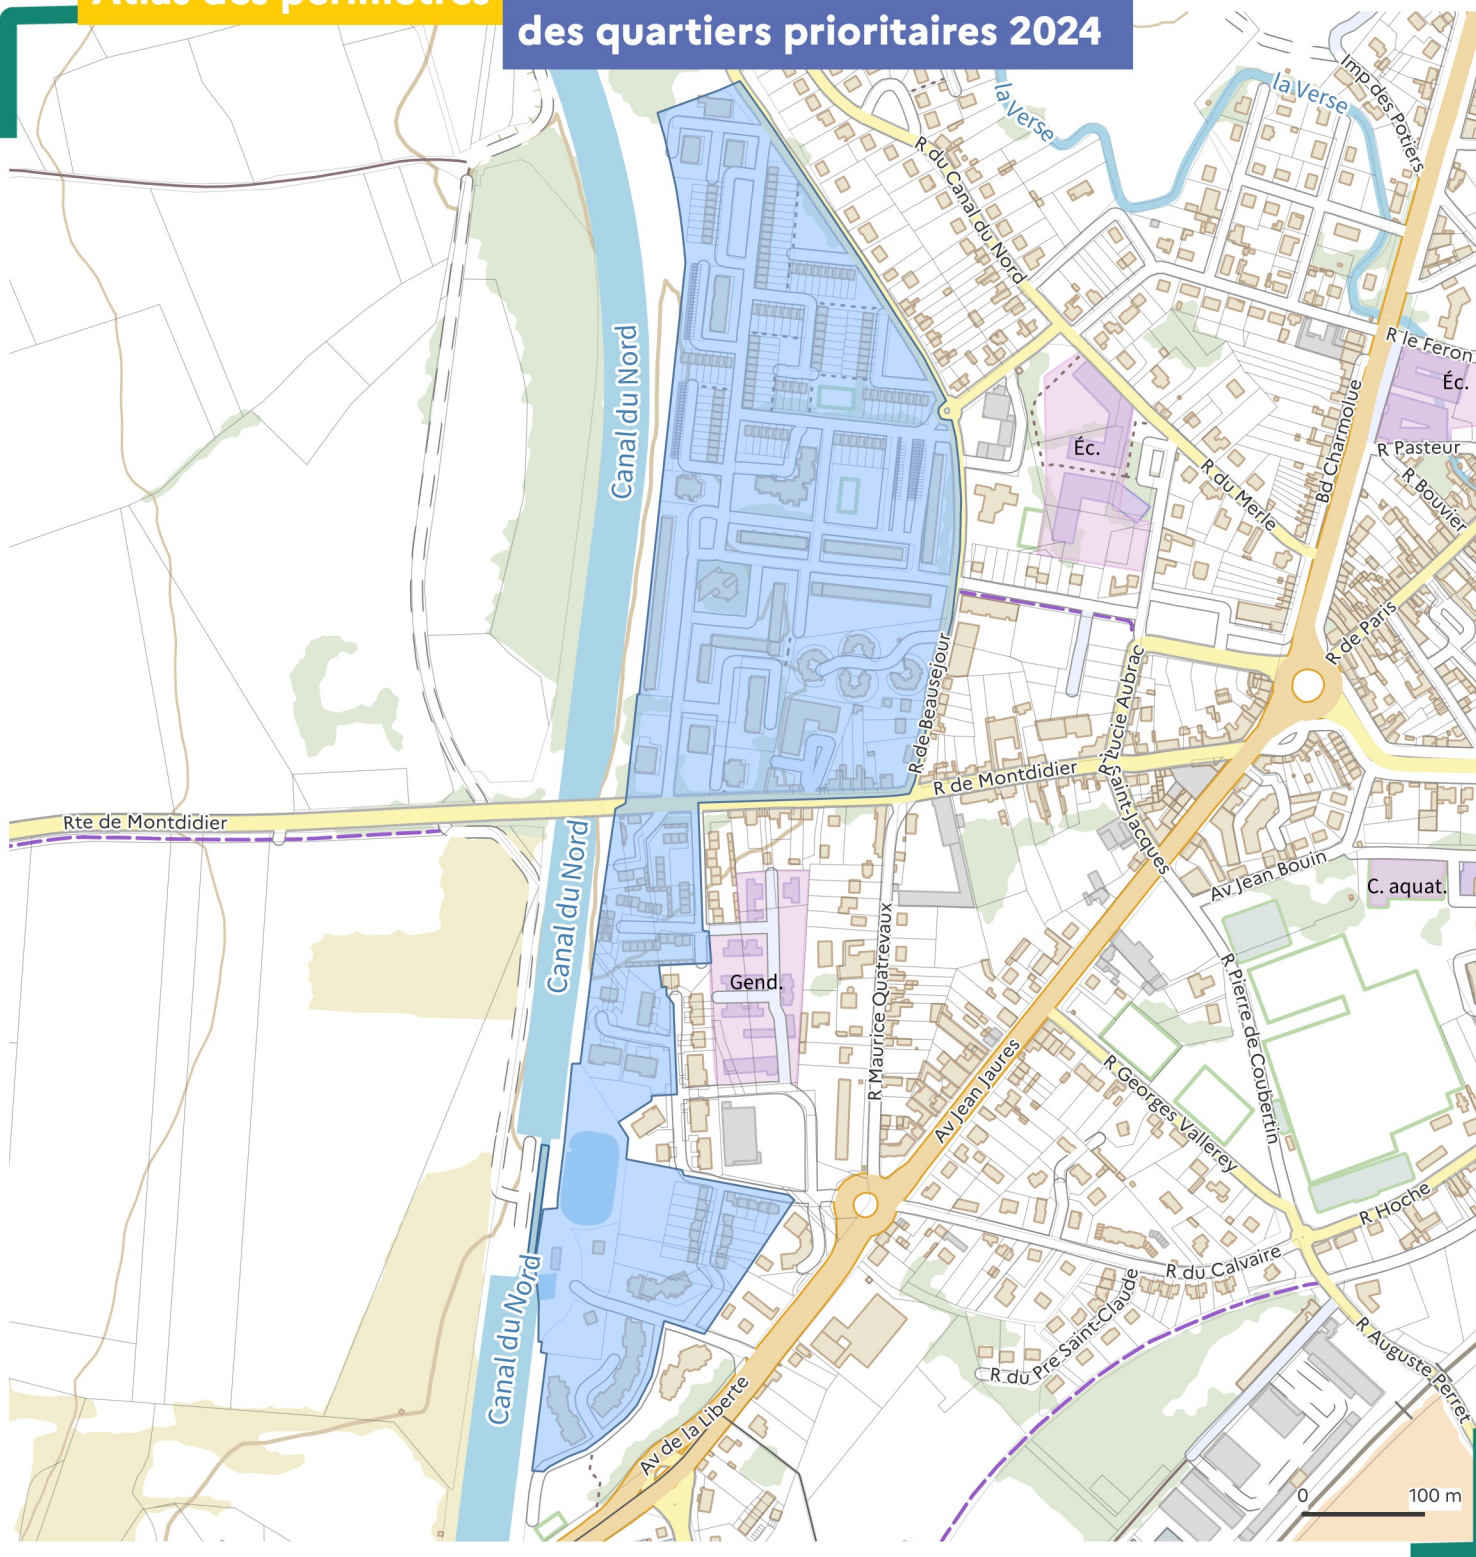 Atlas des périmètres
des quartiers prioritaires 2024
Imp des Potiers
la Verse
la Verse
R du Canal du Nord
R le Feron
Éc.
Canal du Nord
Bd Charmolue
R Pasteur
Éc.
R du Merle
R Bouvier
R de Paris
R de Beausejour
R Lucie Aubrac
R de Montdidier
Rte de Montdidier
R Saint-Jacques
Av Jean Bouin
C. aquat.
Canal du Nord
Gend.
R Maurice Quatrevaux
R Pierre de Coubertin
Av Jean Jaures
R Georges Vallerey
R Hoche
R du Calvaire
Canal du Nord
R du Pre Saint-Claude
R Auguste Perret
Av de la Liberte
0 100 m